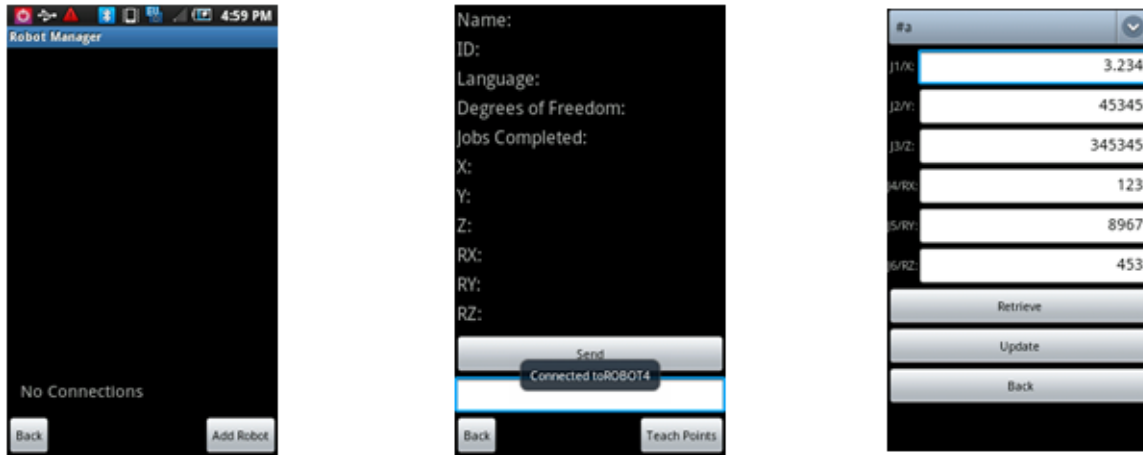 4:59 PM
Robot Manager
No Connections
Back
Add Robot
Name:
ID:
Language:
Degrees of Freedom:
Jobs Completed:
X:
Y:
Z:
RX:
RY:
RZ:
Send
Connected toROBOT4
Back
Teach Points
#a
J1/X: 3.234
J2/Y: 45345
J3/Z: 345345
J4/RX: 123
J5/RY: 8967
J6/RZ: 453
Retrieve
Update
Back